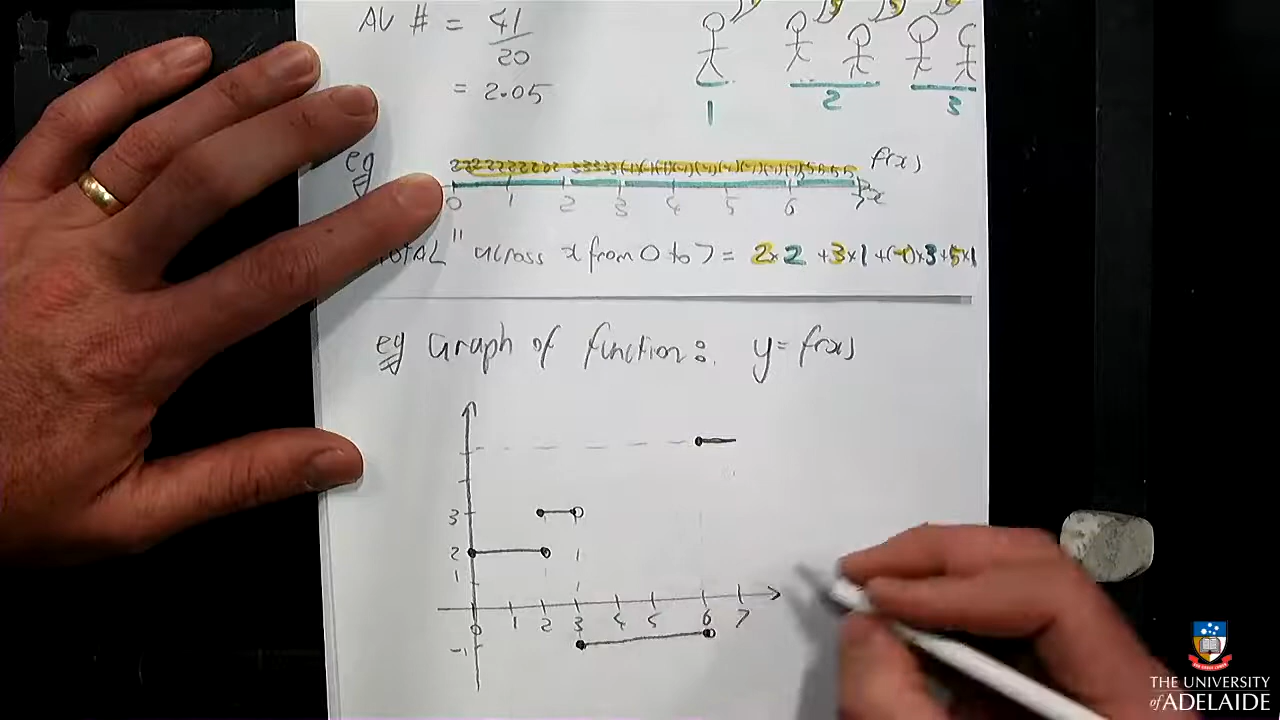 AV # = 41
20
= 2.05
1
2
3
eg
f(x)
0 1 2 3 4 5 6 7 x
"TOTAL" across x from 0 to 7 = 2×2 +3×1+(-1)×3+5×1
eg Graph of function: y=f(x)
3
2
1
0 1 2 3 4 5 6 7
-1
THE UNIVERSITY
of ADELAIDE